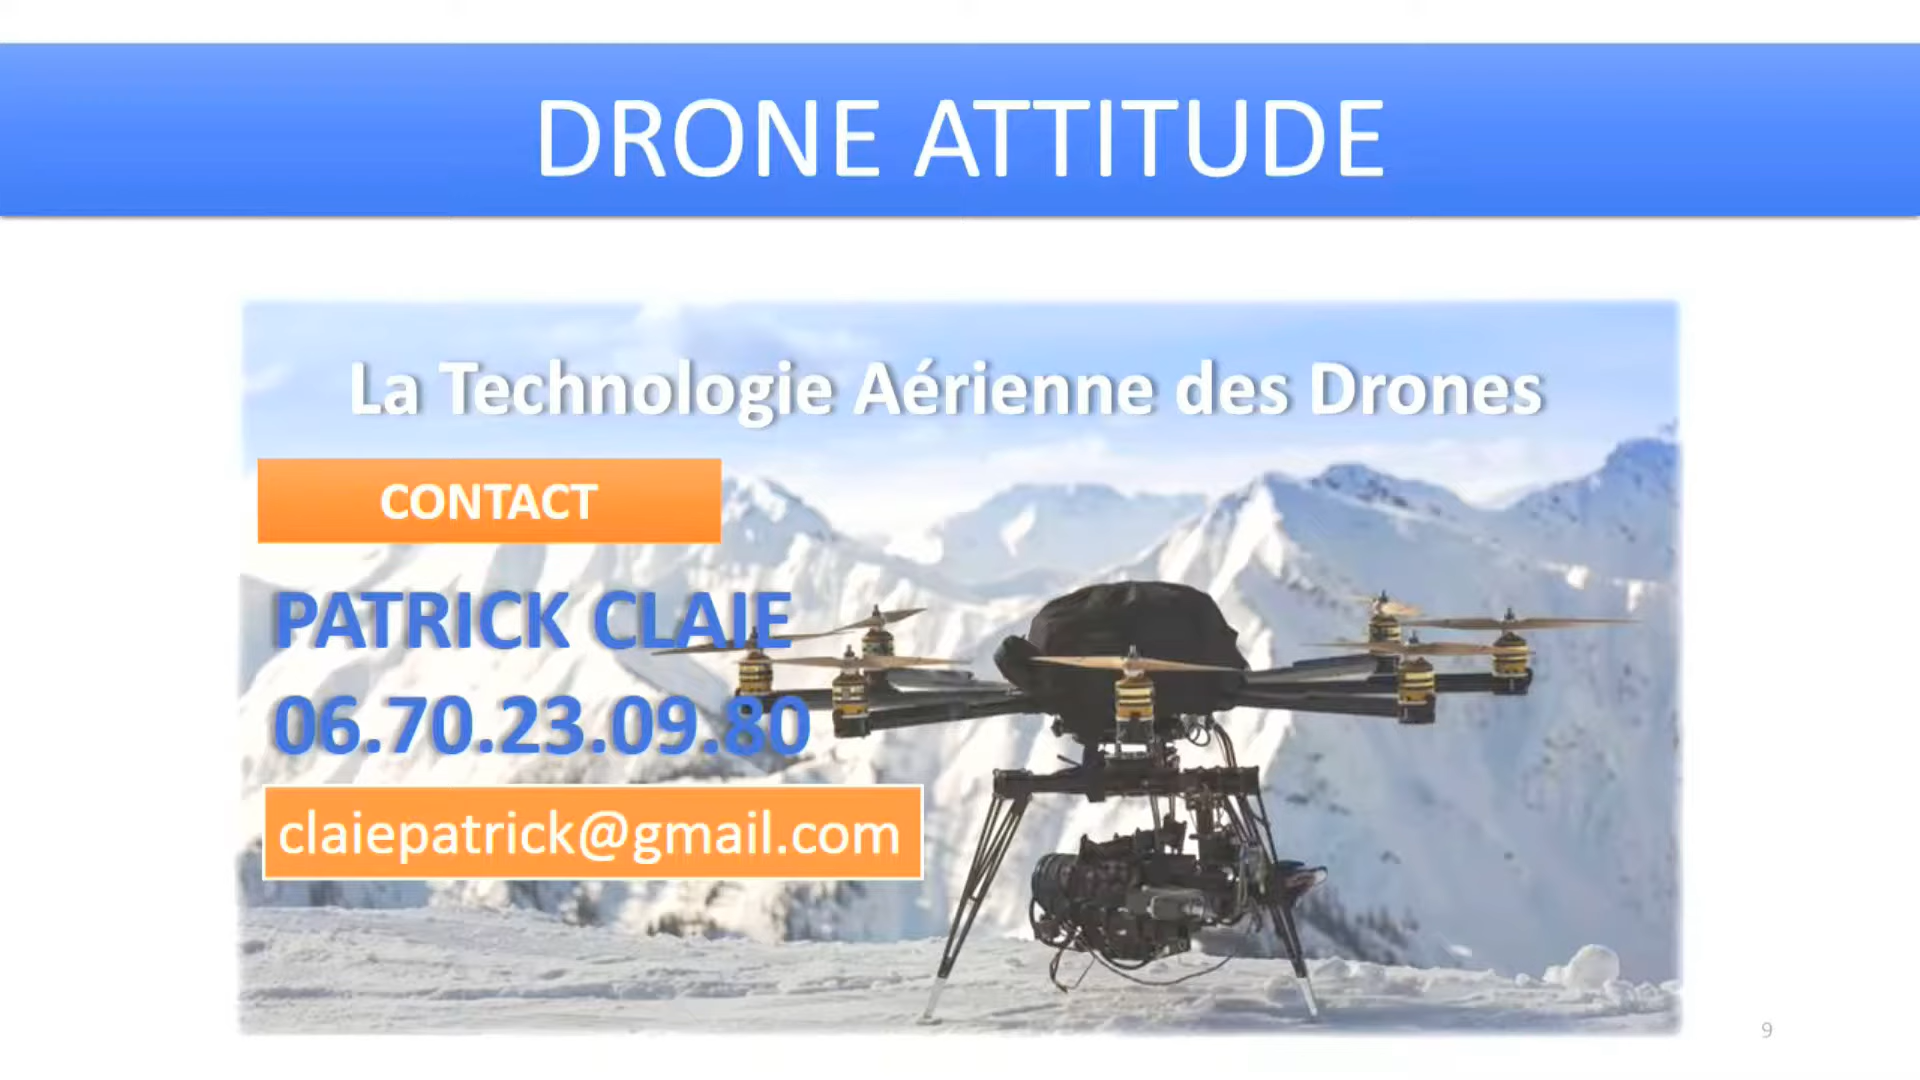 DRONE ATTITUDE
La Technologie Aérienne des Drones
CONTACT
PATRICK CLAIE
06.70.23.09.80
claiepatrick@gmail.com
9